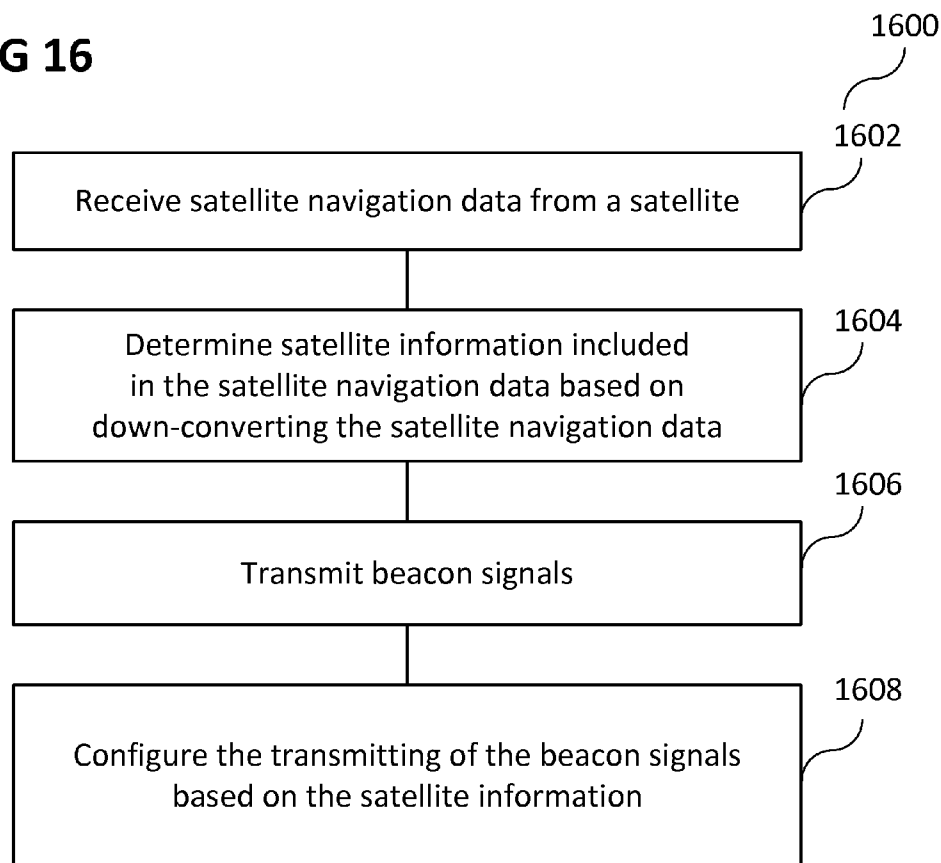 G 16
1600
1602
Receive satellite navigation data from a satellite
1604
Determine satellite information included
in the satellite navigation data based on
down-converting the satellite navigation data
1606
Transmit beacon signals
1608
Configure the transmitting of the beacon signals
based on the satellite information